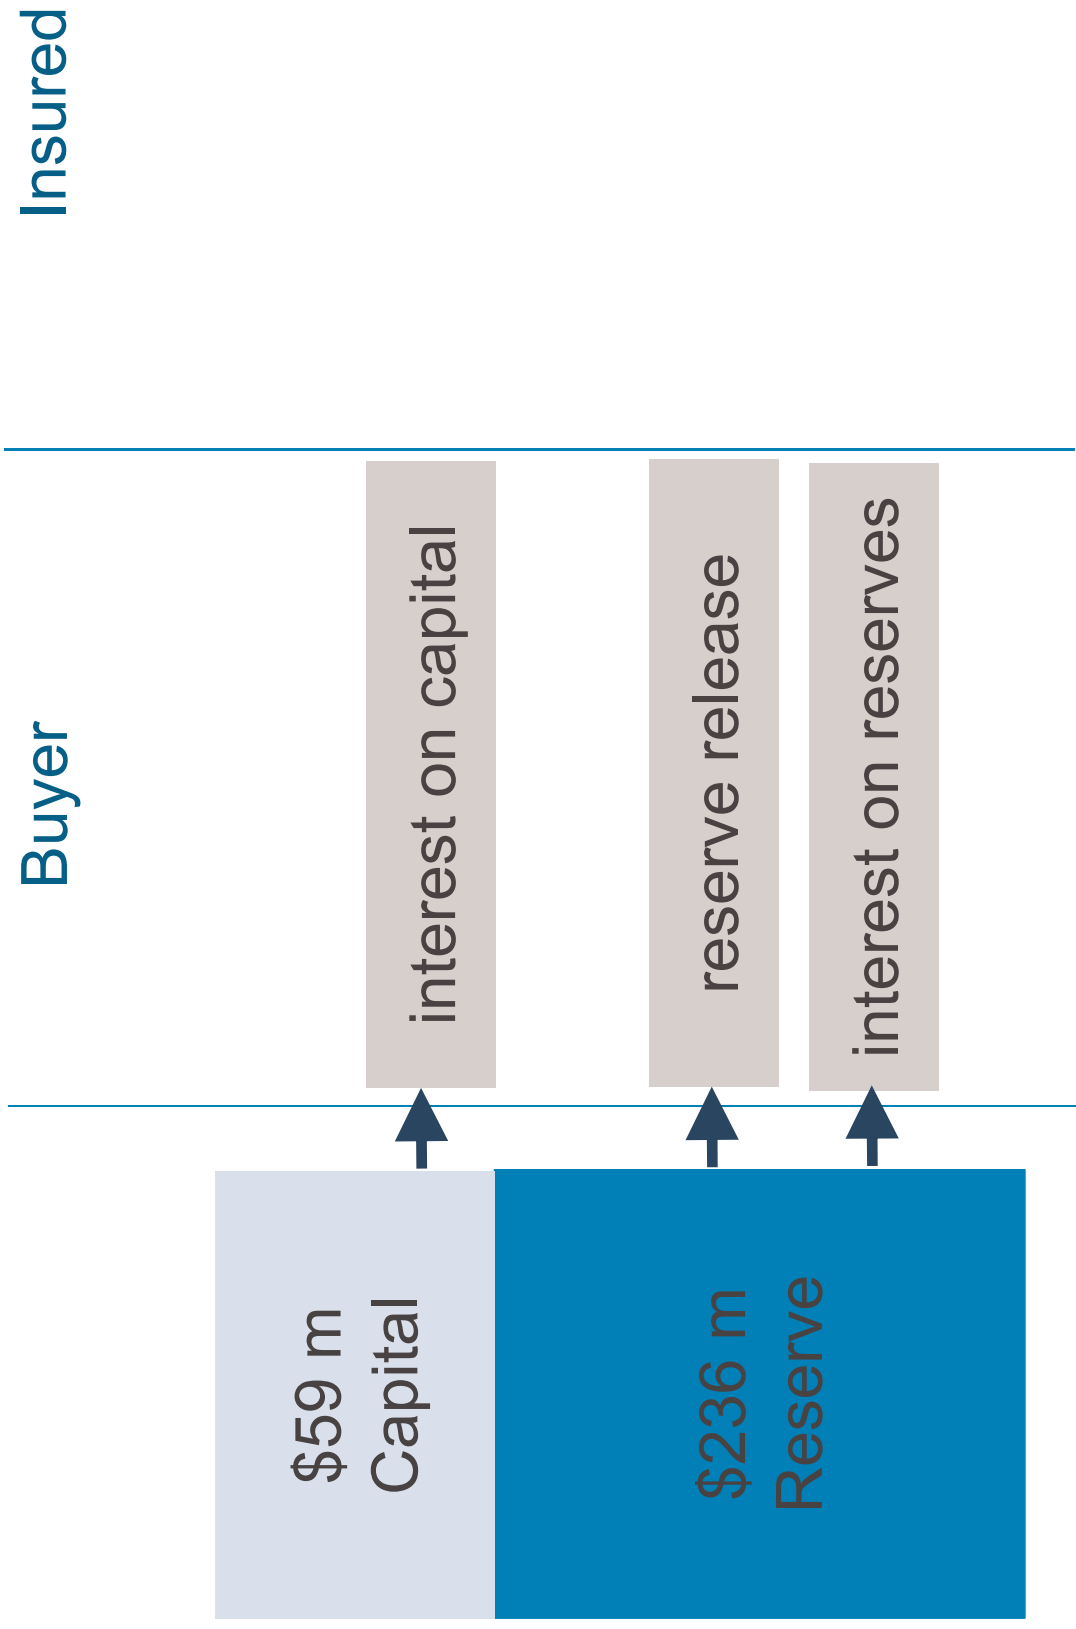 Buyer
Insured
$59 m
Capital
interest on capital
$236 m
Reserve
reserve release
interest on reserves